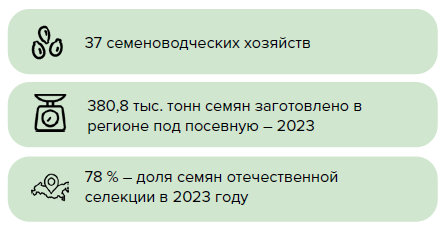 37 семеноводческих хозяйств
380,8 тыс. тонн семян заготовлено в
регионе под посевную – 2023
78 % – доля семян отечественной
селекции в 2023 году